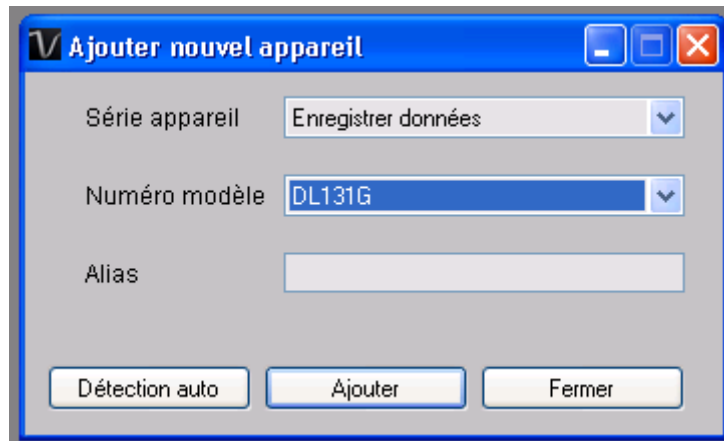 Ajouter nouvel appareil
Série appareil Enregistrer données
Numéro modèle DL131G
Alias
Détection auto Ajouter Fermer